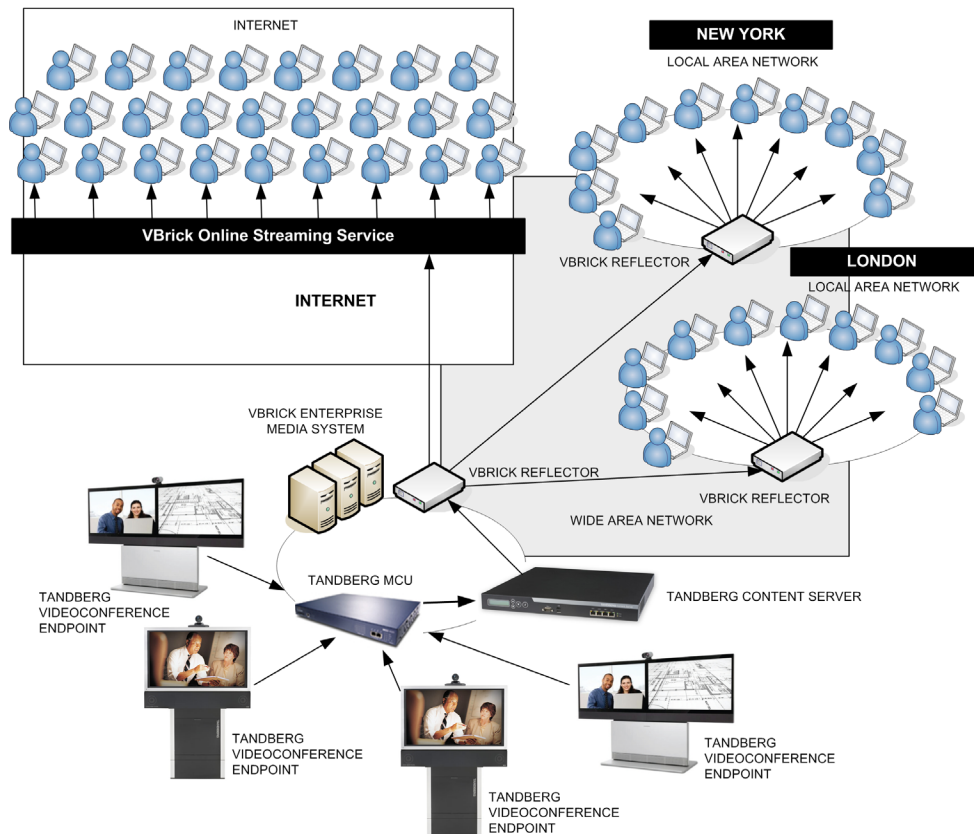 INTERNET
NEW YORK
LOCAL AREA NETWORK
VBrick Online Streaming Service
VBRICK REFLECTOR
LONDON
LOCAL AREA NETWORK
INTERNET
VBRICK ENTERPRISE
MEDIA SYSTEM
VBRICK REFLECTOR
VBRICK REFLECTOR
WIDE AREA NETWORK
TANDBERG MCU
TANDBERG CONTENT SERVER
TANDBERG
VIDEOCONFERENCE
ENDPOINT
TANDBERG
VIDEOCONFERENCE
ENDPOINT
TANDBERG
VIDEOCONFERENCE
ENDPOINT
TANDBERG
VIDEOCONFERENCE
ENDPOINT